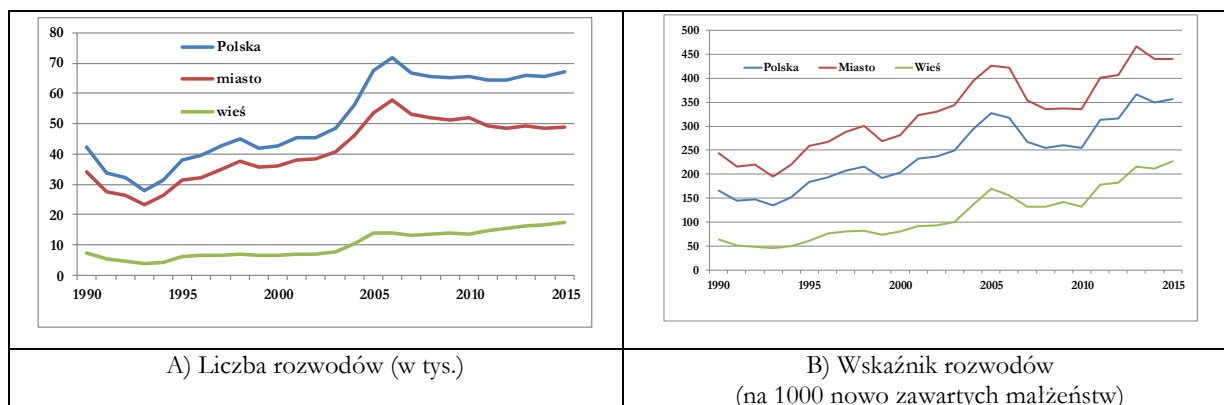 80
70
60
50
40
30
20
10
0
Polska
miasto
wieś
1990 1995 2000 2005 2010 2015
500
450
400
350
300
250
200
150
100
50
0
Polska Miasto Wieś
1990 1995 2000 2005 2010 2015
A) Liczba rozwodów (w tys.)
B) Wskaźnik rozwodów
(na 1000 nowo zawartych małżeństw)